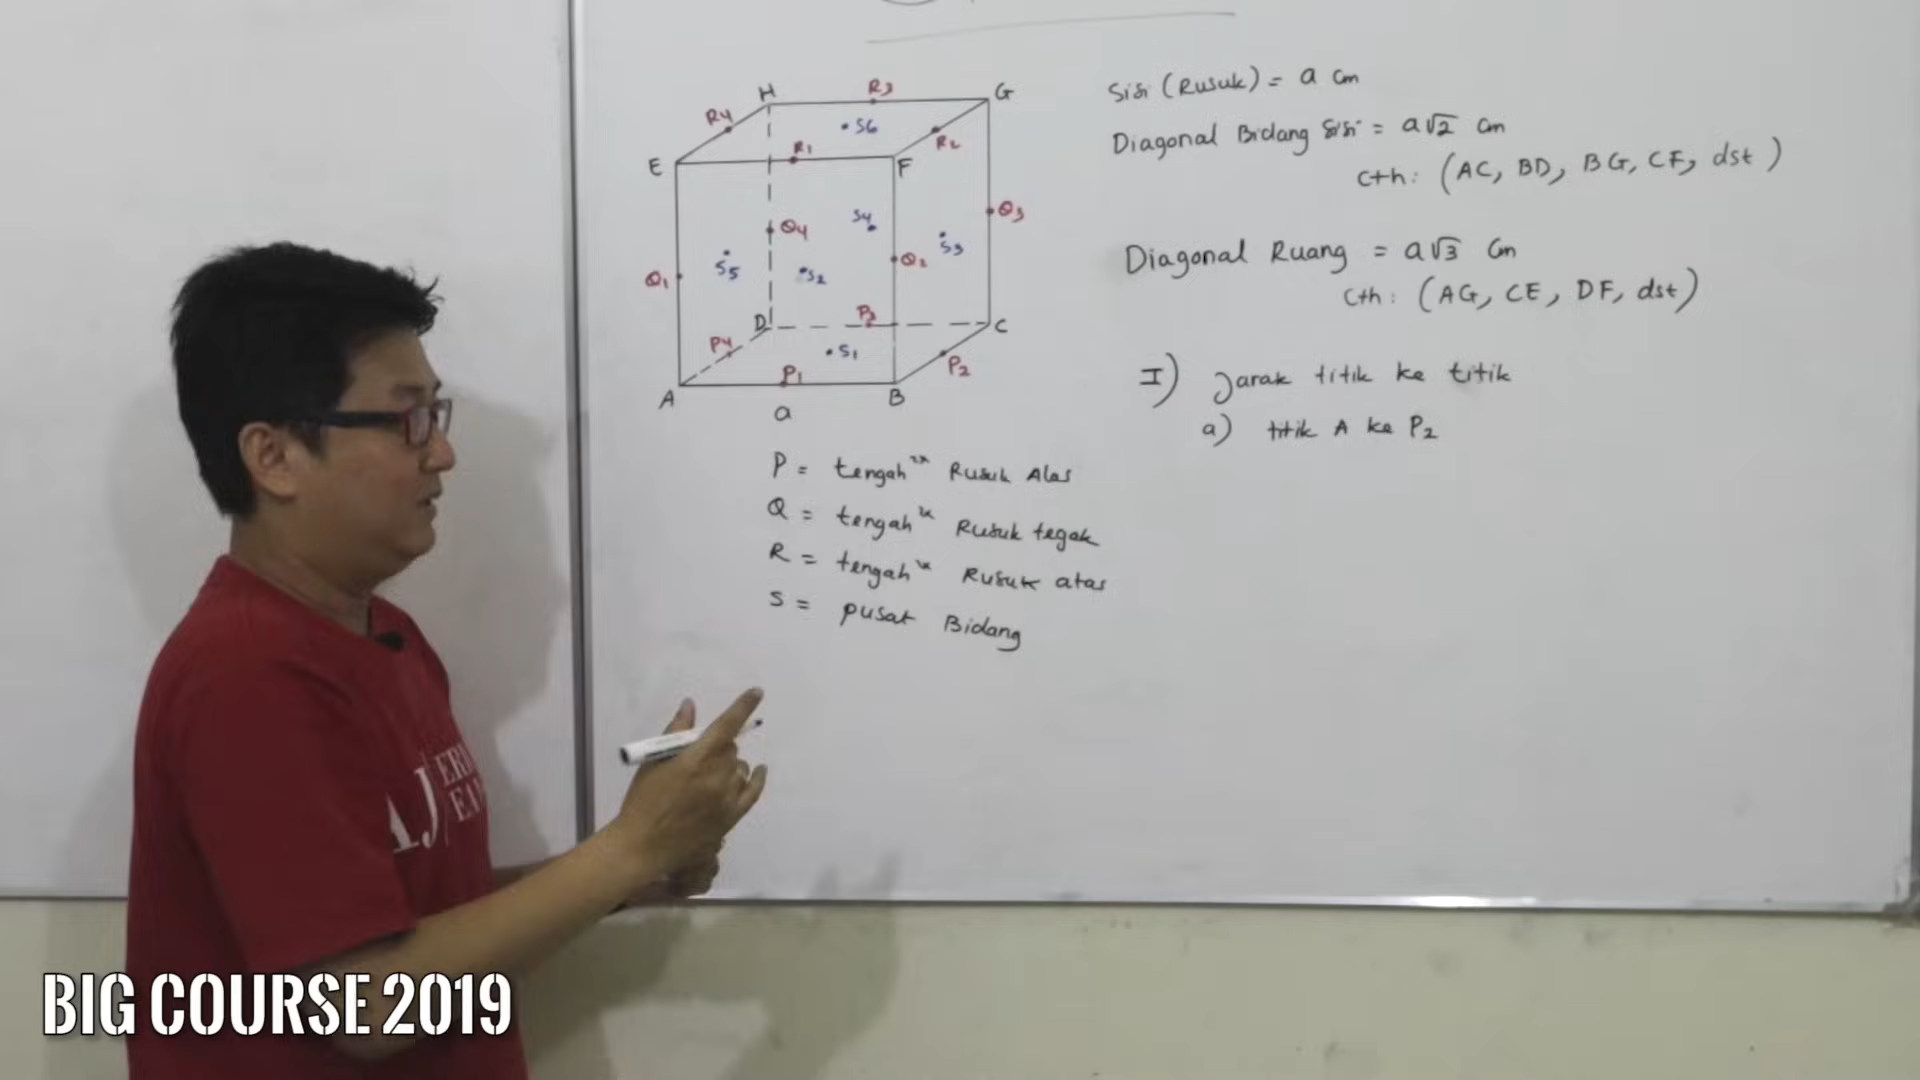 H
R3
G
R4
S6
R1
R2
E
F
Q4
S4
Q3
S5
S2
Q2
S3
Q1
D
P3
C
P4
S1
P1
P2
A
a
B
P = tengah²ⁿ Rusuk Alas
Q = tengah²ⁿ Rusuk tegak
R = tengah²ⁿ Rusuk atas
S = pusat Bidang
Sisi (Rusuk) = a cm
Diagonal Bidang Sisi = a√2 cm
Cth: (AC, BD, BG, CF, dst)
Diagonal Ruang = a√3 cm
Cth: (AG, CE, DF, dst)
I) Jarak titik ke titik
a) titik A ke P2
BIG COURSE 2019